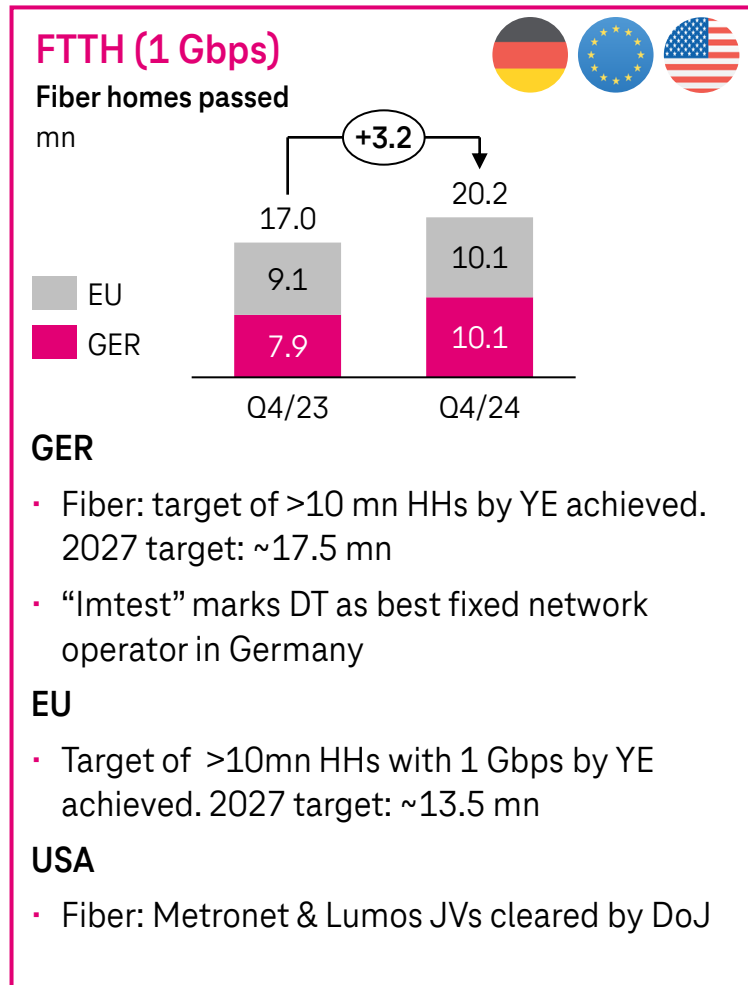 FTTH (1 Gbps)
Fiber homes passed
mn
+3.2
17.0
20.2
9.1
10.1
EU
GER
7.9
10.1
Q4/23
Q4/24
GER
· Fiber: target of >10 mn HHs by YE achieved.
2027 target: ~17.5 mn
· “Imtest” marks DT as best fixed network
operator in Germany
EU
· Target of >10mn HHs with 1 Gbps by YE
achieved. 2027 target: ~13.5 mn
USA
· Fiber: Metronet & Lumos JVs cleared by DoJ